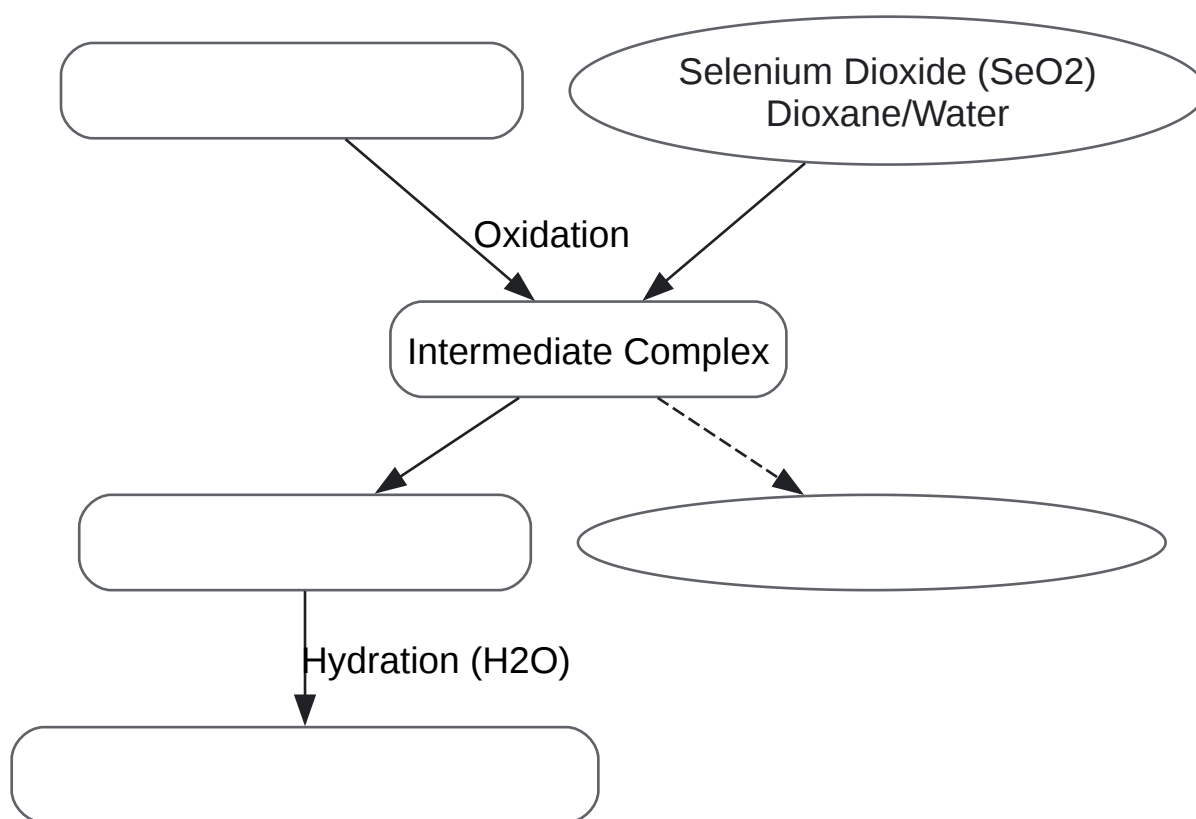 Selenium Dioxide (SeO2)
Dioxane/Water
Oxidation
Intermediate Complex
Hydration (H2O)